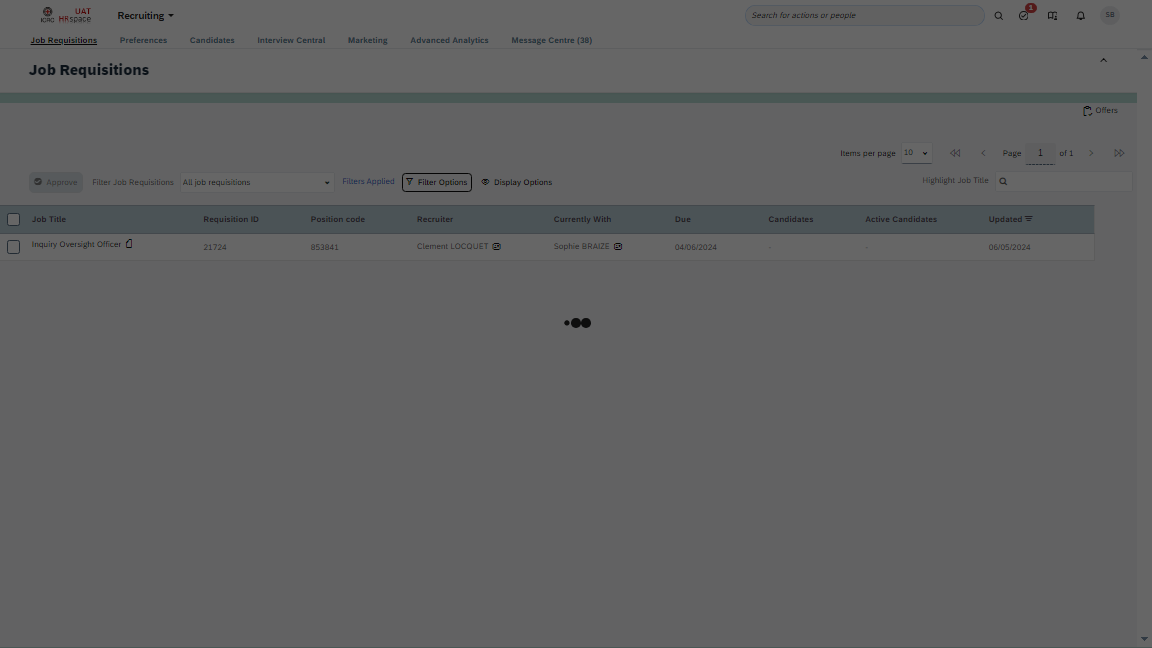 UAT
ICRC HRspace
Recruiting
Search for actions or people
1
SB
Job Requisitions
Preferences
Candidates
Interview Central
Marketing
Advanced Analytics
Message Centre (38)
Job Requisitions
Offers
Items per page
10
Page
1
of 1
Approve
Filter Job Requisitions
All job requisitions
Filters Applied
Filter Options
Display Options
Highlight Job Title
Job Title
Requisition ID
Position code
Recruiter
Currently With
Due
Candidates
Active Candidates
Updated
Inquiry Oversight Officer
21724
853841
Clement LOCQUET
Sophie BRAIZE
04/06/2024
-
-
06/05/2024